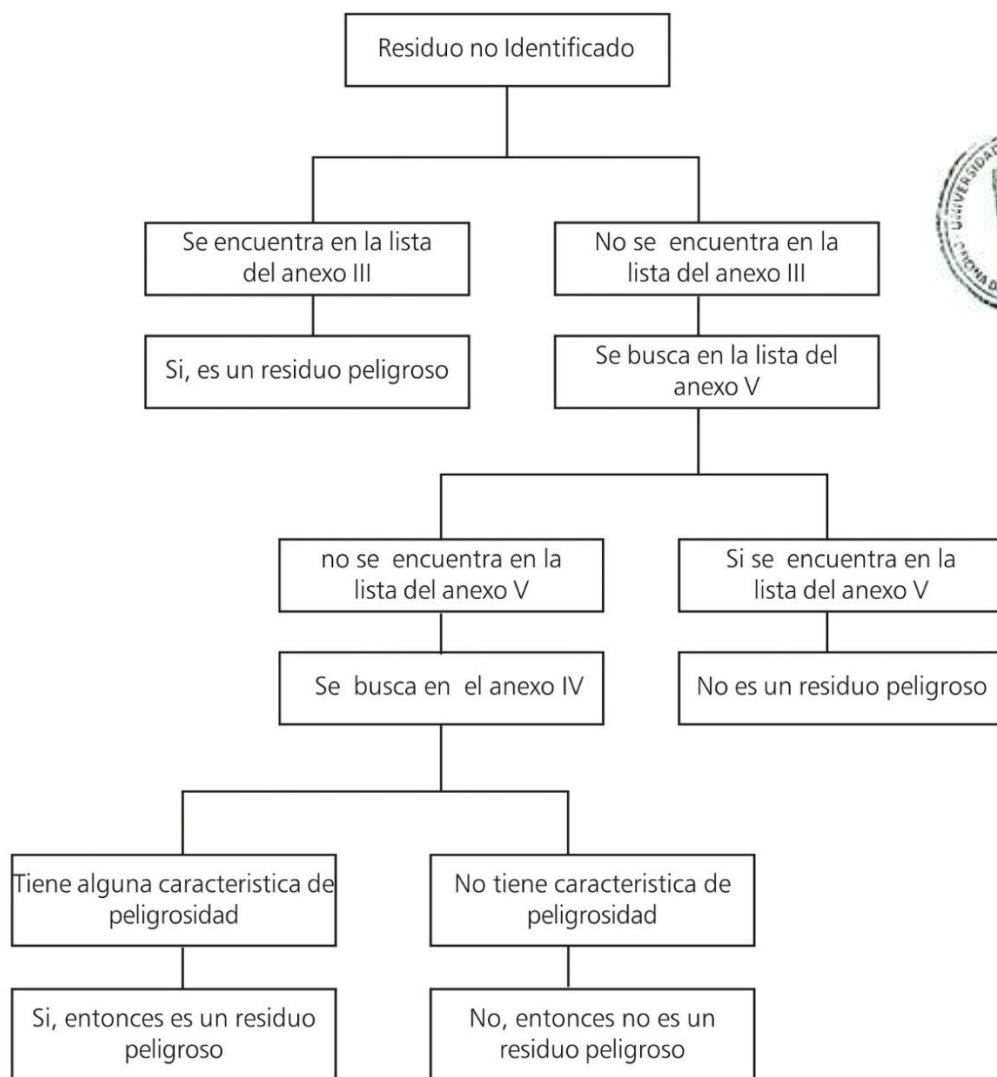 Residuo no Identificado
Se encuentra en la lista
del anexo III
No se encuentra en la
lista del anexo III
UNIVERSIDAD
Si, es un residuo peligroso
Se busca en la lista del
anexo V
no se encuentra en la
lista del anexo V
Si se encuentra en la
lista del anexo V
Se busca en el anexo IV
No es un residuo peligroso
Tiene alguna caracteristica de
peligrosidad
No tiene caracteristica de
peligrosidad
Si, entonces es un residuo
peligroso
No, entonces no es un
residuo peligroso